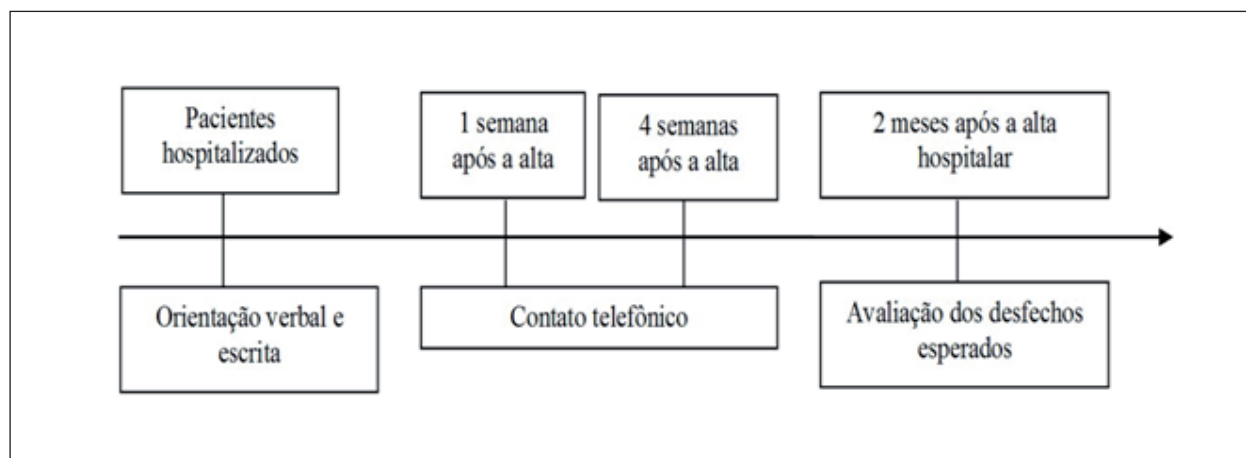 Pacientes
hospitalizados
1 semana
após a alta
4 semanas
após a alta
2 meses após a alta
hospitalar
Orientação verbal e
escrita
Contato telefônico
Avaliação dos desfechos
esperados